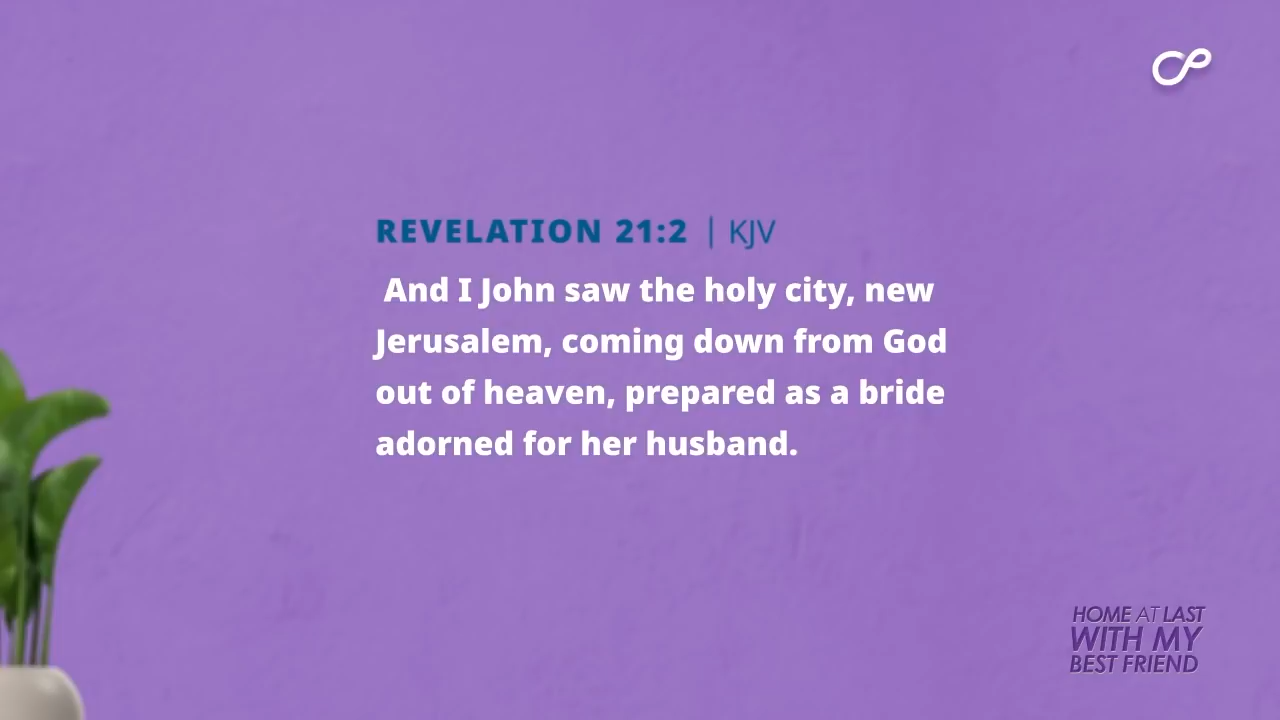 REVELATION 21:2 | KJV
And I John saw the holy city, new
Jerusalem, coming down from God
out of heaven, prepared as a bride
adorned for her husband.
HOME AT LAST
WITH MY
BEST FRIEND